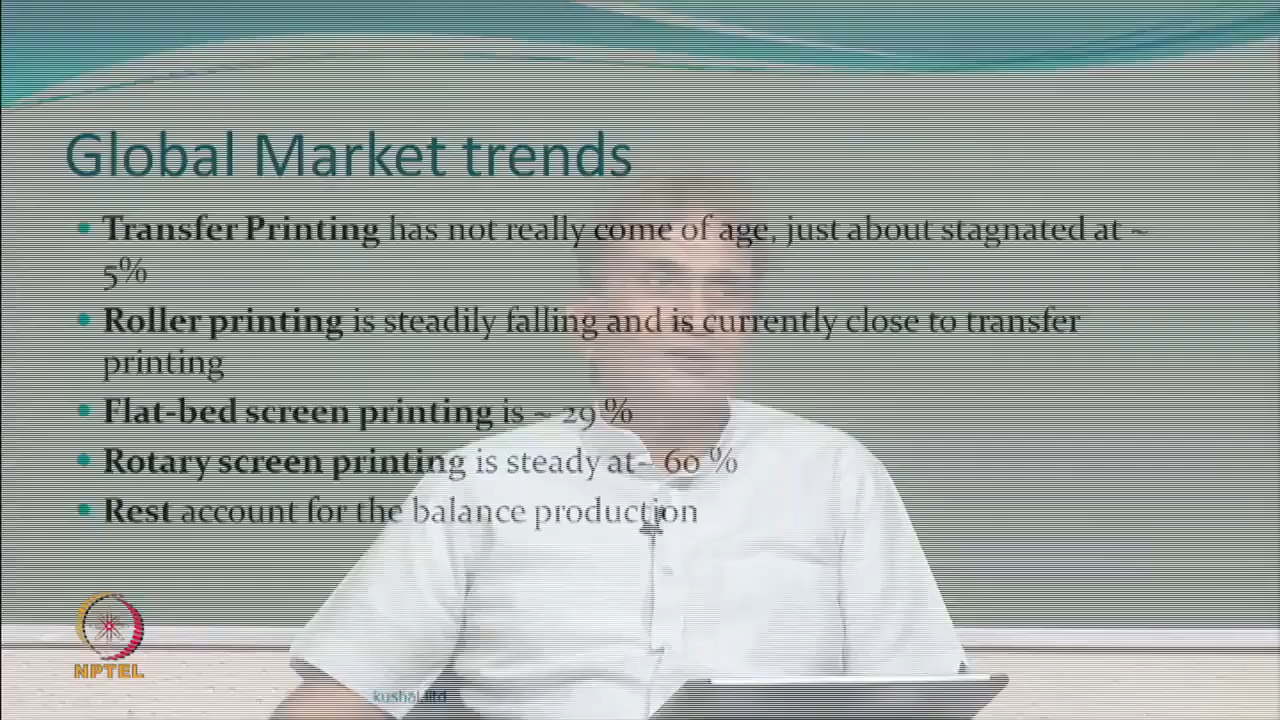 Global Market trends
• Transfer Printing has not really come of age, just about stagnated at ~
5%
• Roller printing is steadily falling and is currently close to transfer
printing
• Flat-bed screen printing is ~ 29 %
• Rotary screen printing is steady at~ 60 %
• Rest account for the balance production
NPTEL
kushal.iitd